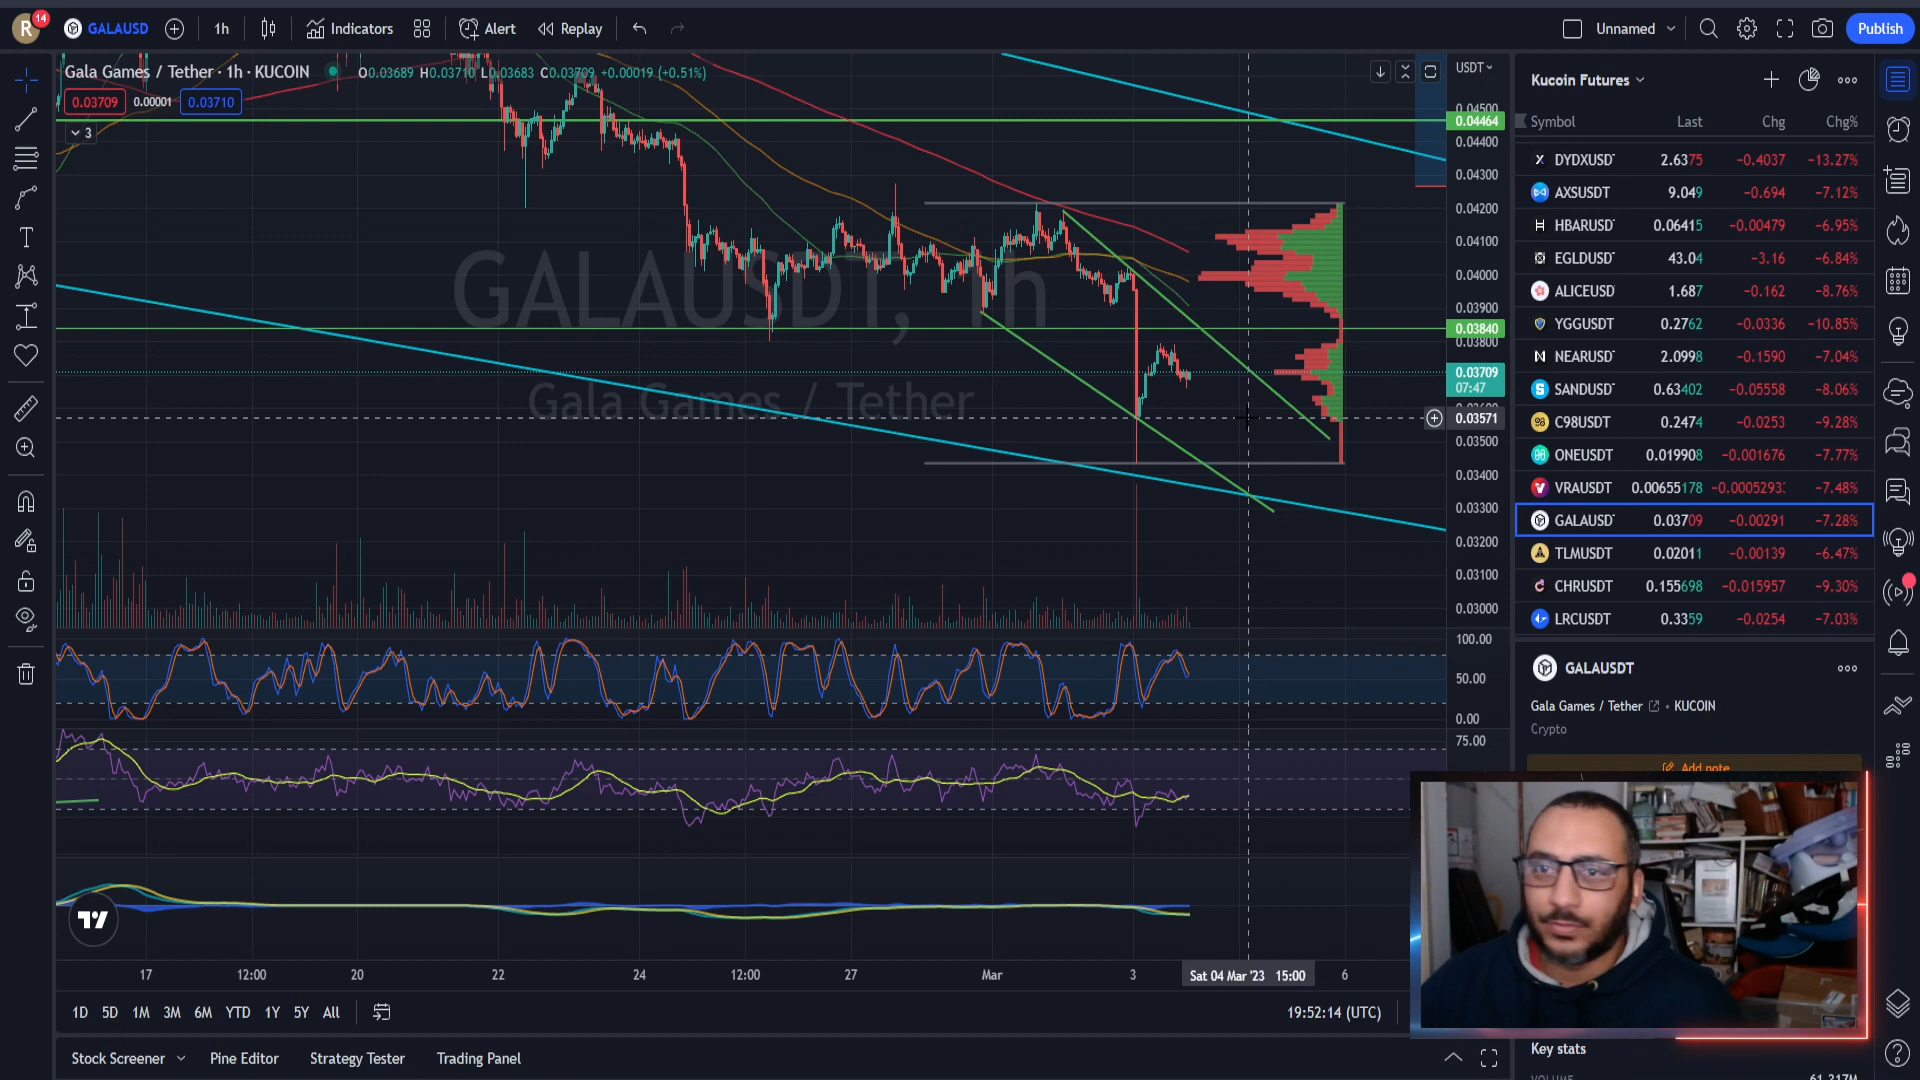 R
14
GALAUSD
1h
Indicators
Alert
Replay
Unnamed
Publish
Gala Games / Tether · 1h · KUCOIN
O0.03689 H0.03710 L0.03683 C0.03709 +0.00019 (+0.51%)
0.03709
0.00001
0.03710
3
USDT
GALAUSDT, 1h
Gala Games / Tether
0.04500
0.04464
0.04400
0.04300
0.04200
0.04100
0.04000
0.03900
0.03840
0.03800
0.03709
07:47
0.03571
0.03500
0.03400
0.03300
0.03200
0.03100
0.03000
100.00
50.00
0.00
75.00
17
12:00
20
22
24
12:00
27
Mar
3
Sat 04 Mar '23 15:00
6
1D 5D 1M 3M 6M YTD 1Y 5Y All
19:52:14 (UTC)
Stock Screener
Pine Editor
Strategy Tester
Trading Panel
Kucoin Futures
Symbol Last Chg Chg%
DYDXUSDT 2.6375 −0.4037 −13.27%
AXSUSDT 9.049 −0.694 −7.12%
HBARUSDT 0.06415 −0.00479 −6.95%
EGLDUSDT 43.04 −3.16 −6.84%
ALICEUSD 1.687 −0.162 −8.76%
YGGUSDT 0.2762 −0.0336 −10.85%
NEARUSDT 2.0998 −0.1590 −7.04%
SANDUSDT 0.63402 −0.05558 −8.06%
C98USDT 0.2474 −0.0253 −9.28%
ONEUSDT 0.019908 −0.001676 −7.77%
VRAUSDT 0.00655178 −0.0005293 −7.48%
GALAUSDT 0.03709 −0.00291 −7.28%
TLMUSDT 0.02011 −0.00139 −6.47%
CHRUSDT 0.155698 −0.015957 −9.30%
LRCUSDT 0.3359 −0.0254 −7.03%
GALAUSDT
Gala Games / Tether • KUCOIN
Crypto
Add note
Key stats
61.217M